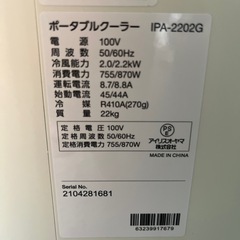 ポータブルクーラー IPA-2202G
電源 100V
周波数 50/60Hz
冷風能力 2.0/2.2kW
消費電力 755/870W
運転電流 8.7/8.8A
始動電流 45/44A
冷媒 R410A(270g)
質量 22kg
定格電圧 100V
定格周波数 50/60Hz
定格消費電力 755/870W
PS E
アイリスオーヤマ
MADE IN CHINA
Serial No.
2104281681
63239917679